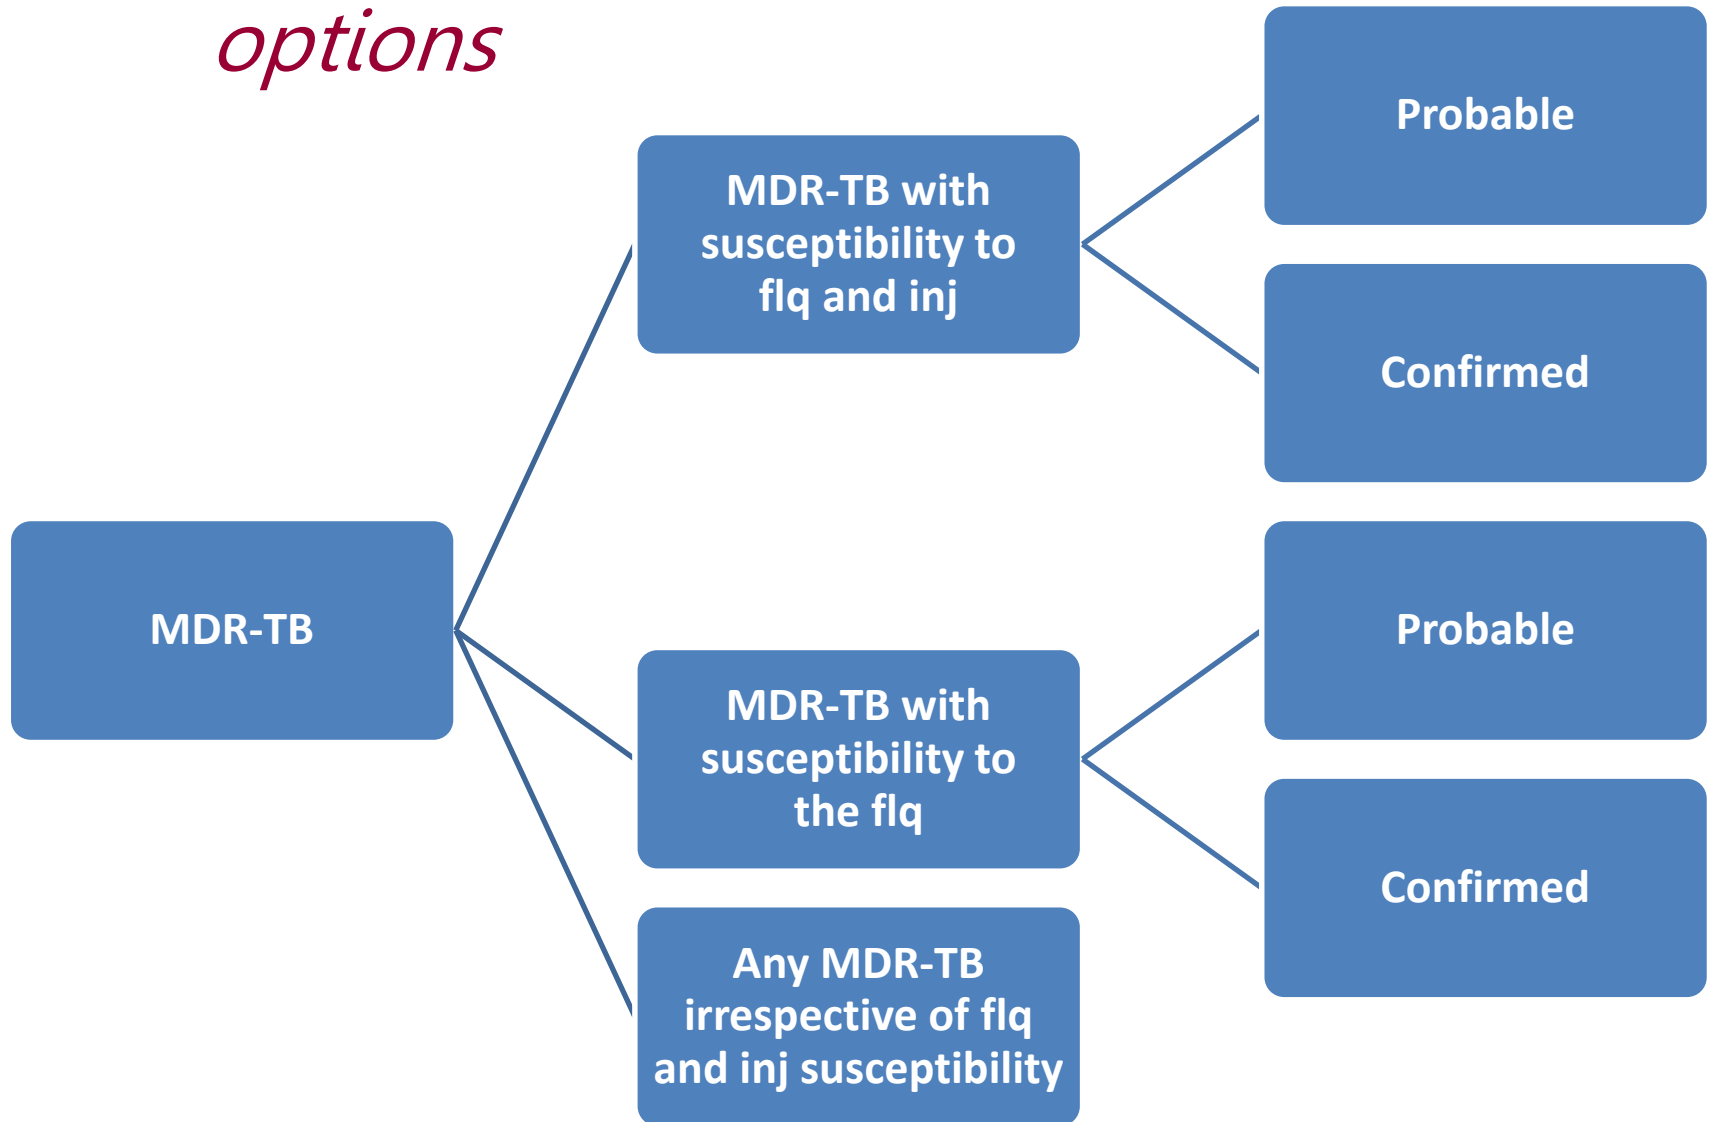 options
Probable
MDR-TB with
susceptibility to
flq and inj
Confirmed
MDR-TB
Probable
MDR-TB with
susceptibility to
the flq
Confirmed
Any MDR-TB
irrespective of flq
and inj susceptibility